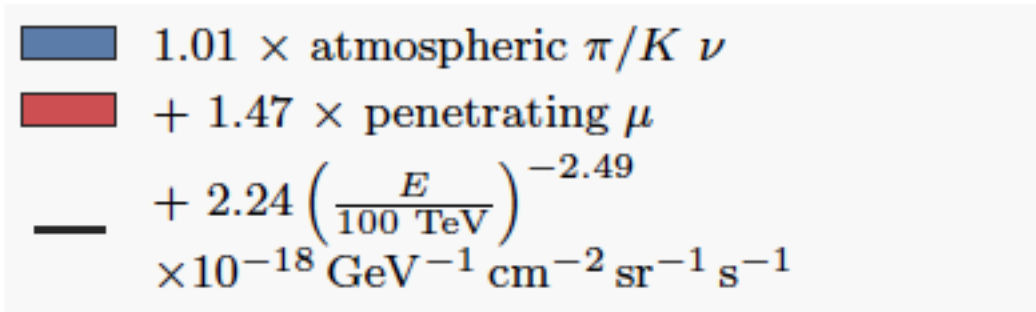 1.01 × atmospheric π/K ν
+ 1.47 × penetrating μ
+ 2.24 (E/100 TeV)^−2.49
×10^−18 GeV^−1 cm^−2 sr^−1 s^−1